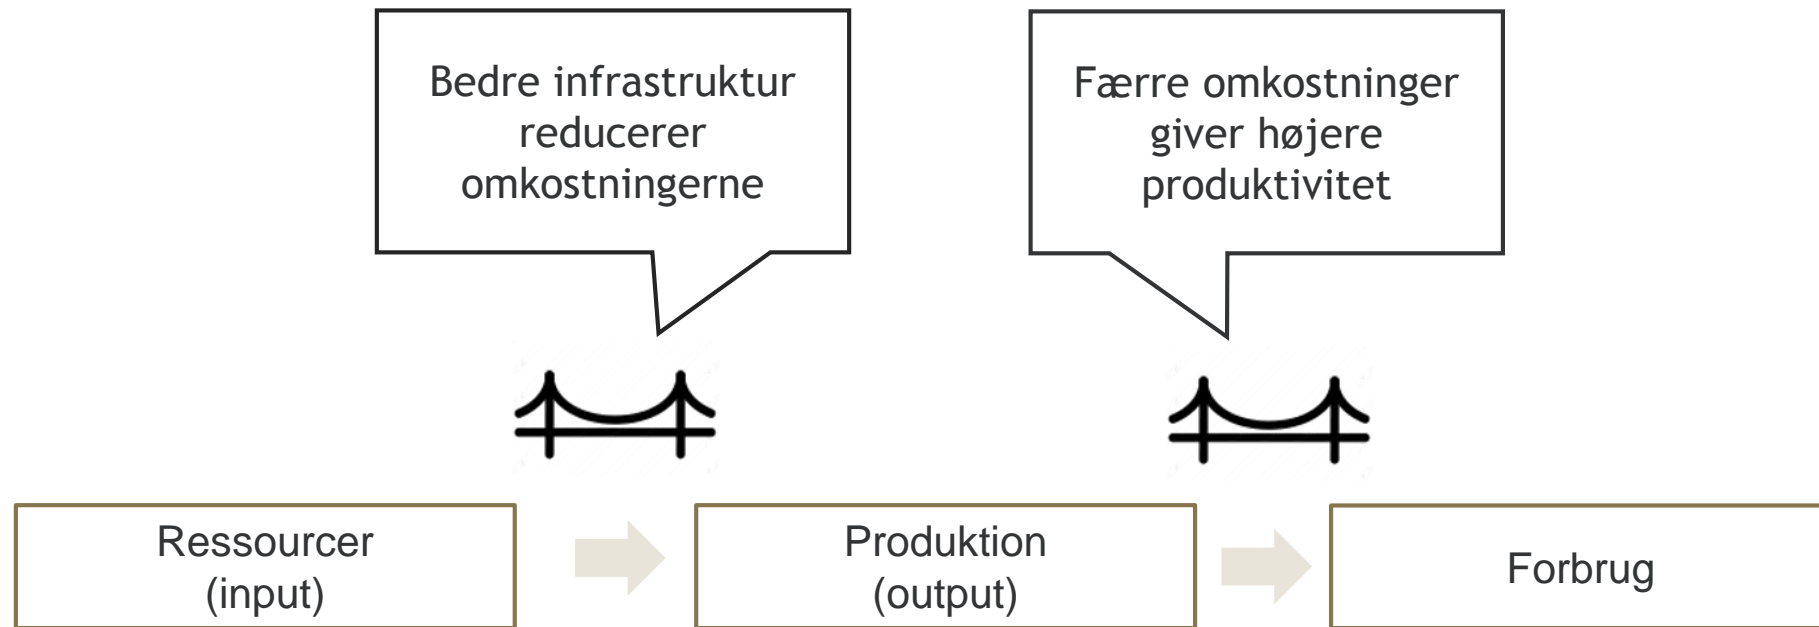 Bedre infrastruktur
reducerer
omkostningerne
Færre omkostninger
giver højere
produktivitet
Ressourcer
(input)
Produktion
(output)
Forbrug